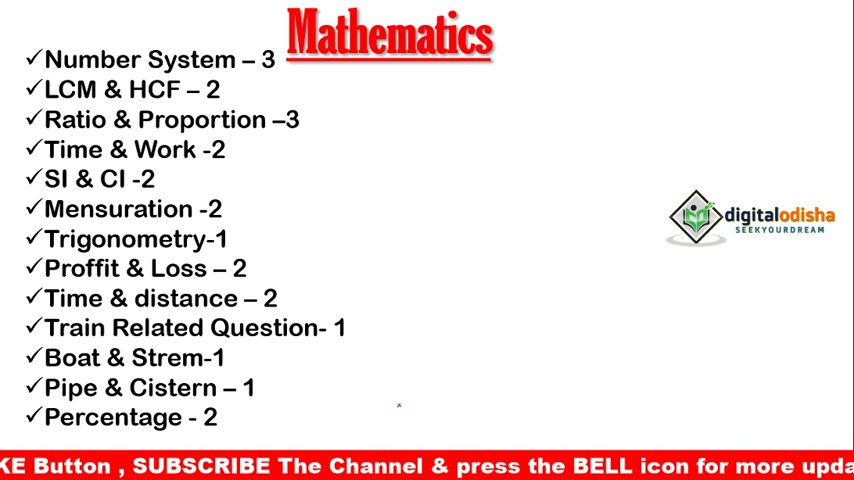 Mathematics
✓Number System – 3
✓LCM & HCF – 2
✓Ratio & Proportion –3
✓Time & Work -2
✓SI & CI -2
✓Mensuration -2
✓Trigonometry-1
✓Proffit & Loss – 2
✓Time & distance – 2
✓Train Related Question- 1
✓Boat & Strem-1
✓Pipe & Cistern – 1
✓Percentage - 2
digitalodisha
SEEKYOURDREAM
KE Button , SUBSCRIBE The Channel & press the BELL icon for more upda